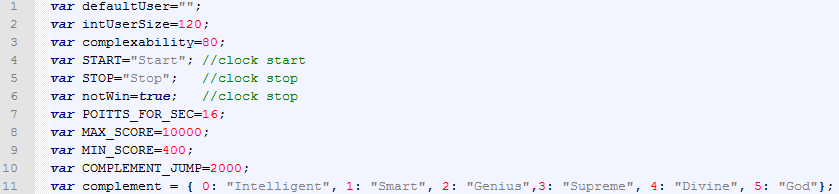 1 var defaultUser="";
2 var intUserSize=120;
3 var complexability=80;
4 var START="Start"; //clock start
5 var STOP="Stop"; //clock stop
6 var notWin=true; //clock stop
7 var POITTS_FOR_SEC=16;
8 var MAX_SCORE=10000;
9 var MIN_SCORE=400;
10 var COMPLEMENT_JUMP=2000;
11 var complement = { 0: "Intelligent", 1: "Smart", 2: "Genius",3: "Supreme", 4: "Divine", 5: "God"};